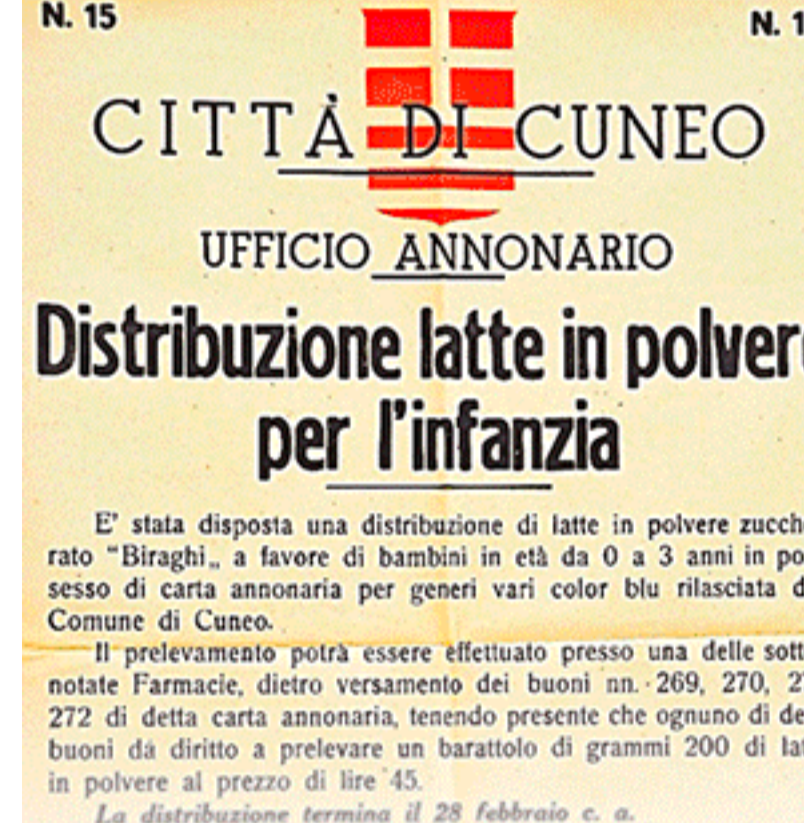 N. 15 N. 1
CITTÀ DI CUNEO
UFFICIO ANNONARIO
Distribuzione latte in polvere
per l'infanzia
E' stata disposta una distribuzione di latte in polvere zucche
rato "Biraghi„ a favore di bambini in età da 0 a 3 anni in po
sesso di carta annonaria per generi vari color blu rilasciata d
Comune di Cuneo.
Il prelevamento potrà essere effettuato presso una delle sott
notate Farmacie, dietro versamento dei buoni nn. 269, 270, 27
272 di detta carta annonaria, tenendo presente che ognuno di de
buoni dà diritto a prelevare un barattolo di grammi 200 di lat
in polvere al prezzo di lire 45.
La distribuzione termina il 28 febbraio c. a.